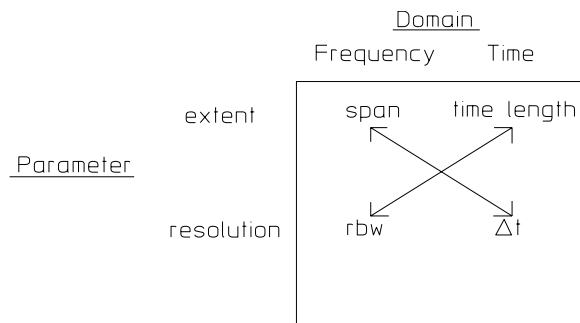 Domain
Frequency Time
extent span time length
Parameter
resolution rbw Δt